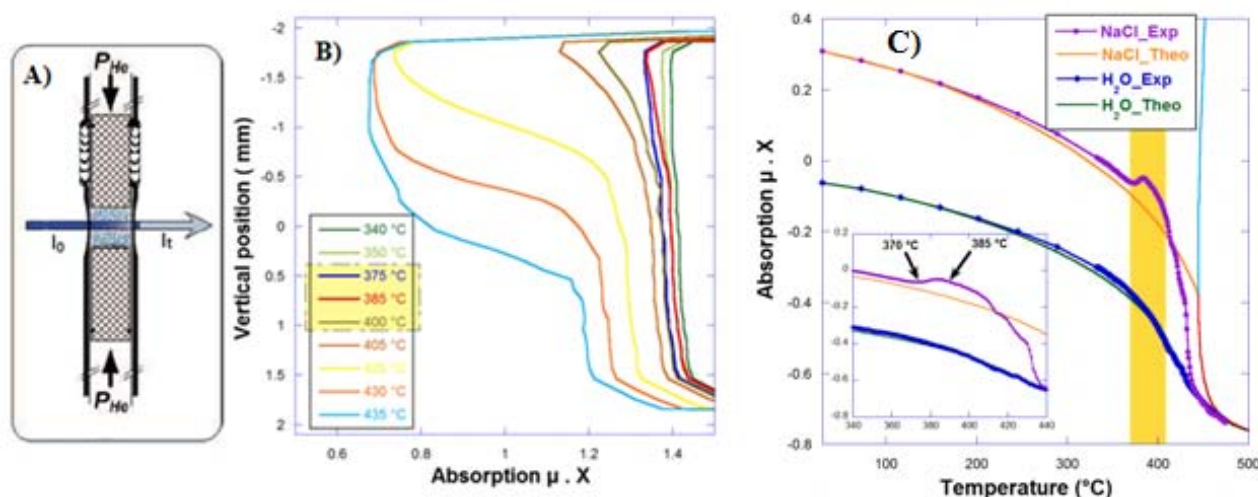 A)
P_He
I₀
I_t
P_He
B)
Vertical position ( mm)
-2
-1.5
-1
-0.5
0
0.5
1
1.5
2
340 °C
350 °C
375 °C
385 °C
400 °C
405 °C
430 °C
435 °C
0.6
0.8
1
1.2
1.4
Absorption μ . X
C)
NaCl_Exp
NaCl_Theo
H₂O_Exp
H₂O_Theo
Absorption μ . X
0.4
0.2
0
-0.2
-0.4
-0.6
-0.8
370 °C
385 °C
0
-0.2
-0.4
-0.6
-0.8
340
360
380
400
420
440
100
200
300
400
500
Temperature (°C)